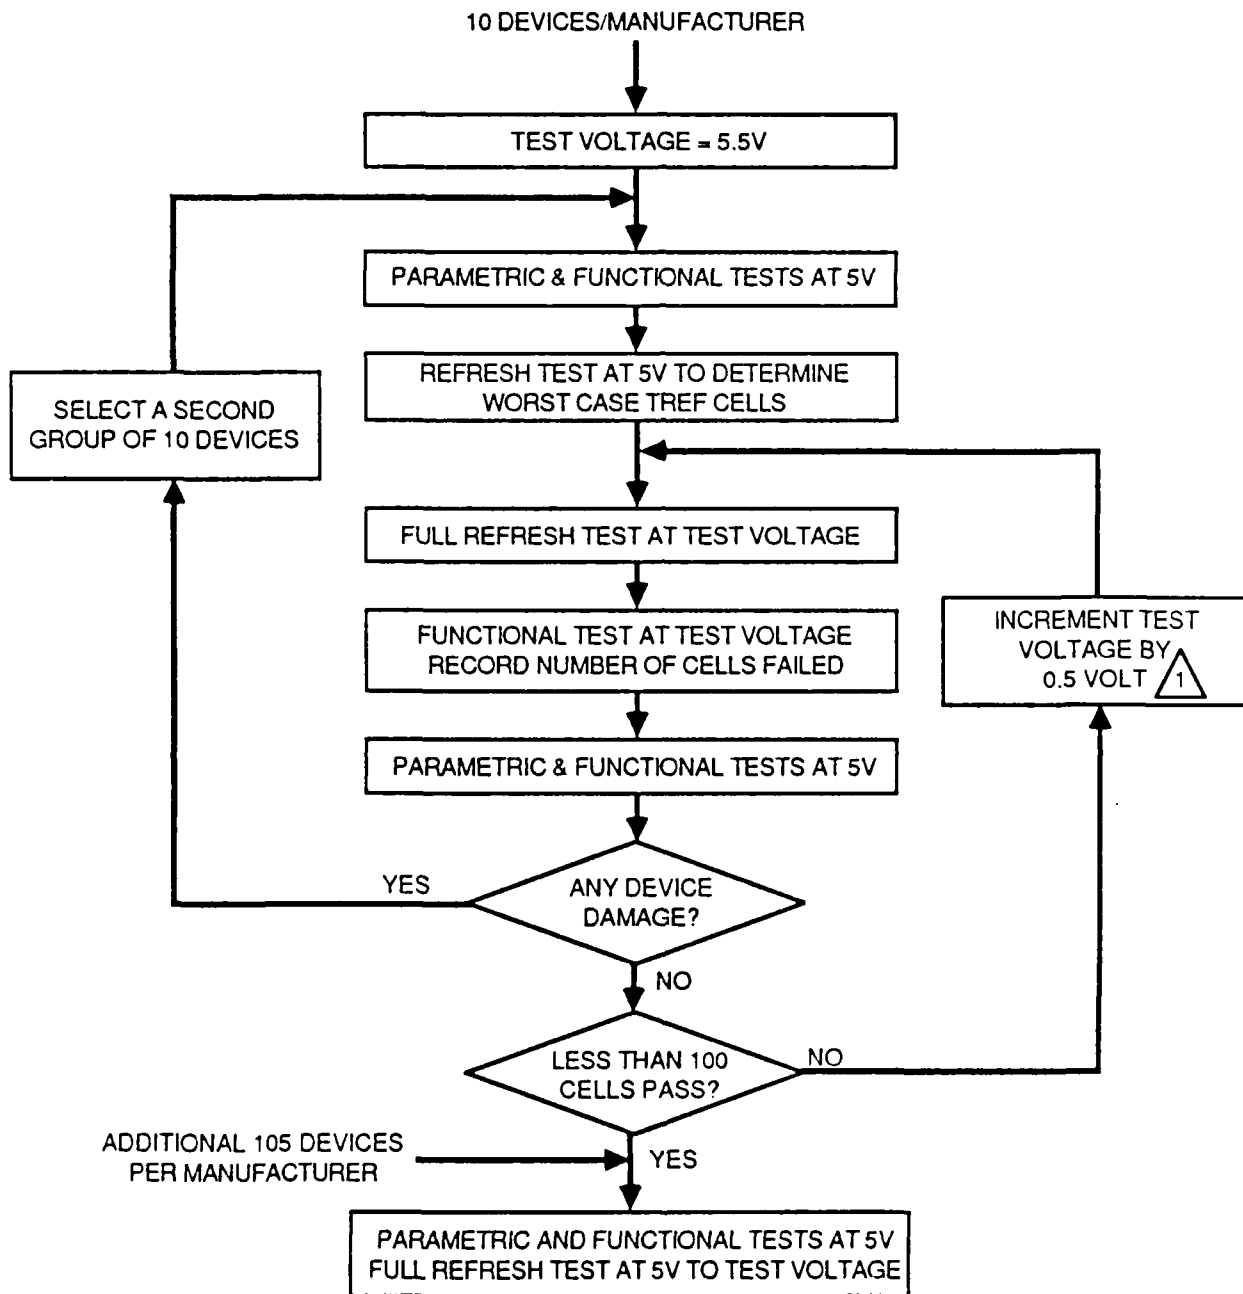 10 DEVICES/MANUFACTURER
TEST VOLTAGE = 5.5V
PARAMETRIC & FUNCTIONAL TESTS AT 5V
REFRESH TEST AT 5V TO DETERMINE
WORST CASE TREF CELLS
SELECT A SECOND
GROUP OF 10 DEVICES
FULL REFRESH TEST AT TEST VOLTAGE
FUNCTIONAL TEST AT TEST VOLTAGE
RECORD NUMBER OF CELLS FAILED
INCREMENT TEST
VOLTAGE BY
0.5 VOLT 1
PARAMETRIC & FUNCTIONAL TESTS AT 5V
YES
ANY DEVICE
DAMAGE?
NO
LESS THAN 100
CELLS PASS?
NO
ADDITIONAL 105 DEVICES
PER MANUFACTURER
YES
PARAMETRIC AND FUNCTIONAL TESTS AT 5V
FULL REFRESH TEST AT 5V TO TEST VOLTAGE